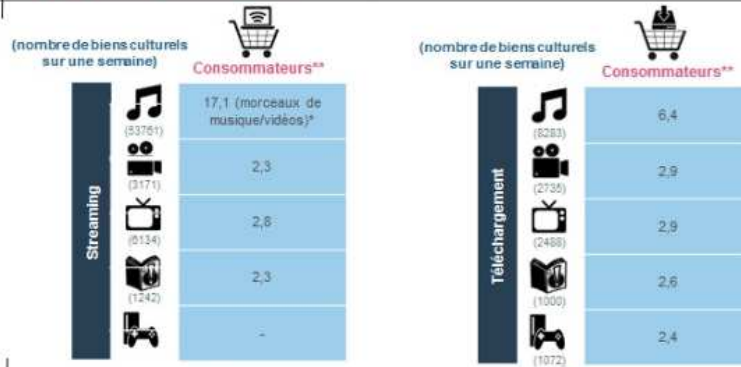 (nombre de biens culturels
sur une semaine)
Consommateurs**
Streaming
17,1 (morceaux de
musique/vidéos)*
(53761)
2,3
(3171)
2,8
(6134)
2,3
(1242)
-
(nombre de biens culturels
sur une semaine)
Consommateurs**
Téléchargement
6,4
(8283)
2,9
(2735)
2,9
(2488)
2,6
(1000)
2,4
(1072)